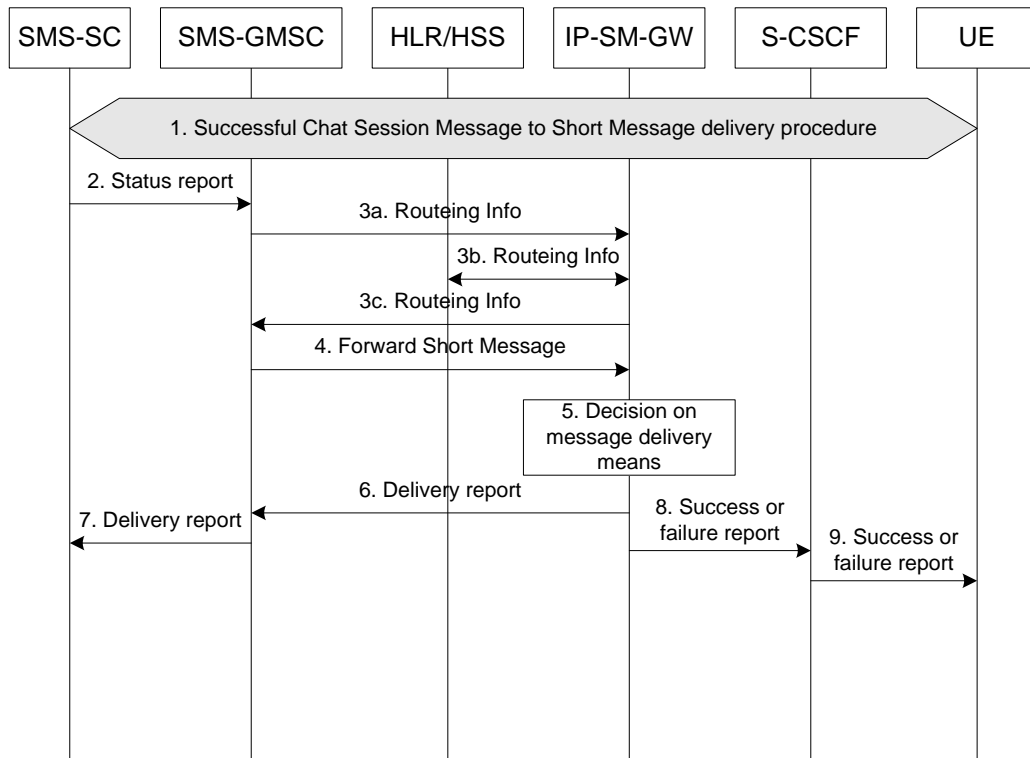 SMS-SC
SMS-GMSC
HLR/HSS
IP-SM-GW
S-CSCF
UE
1. Successful Chat Session Message to Short Message delivery procedure
2. Status report
3a. Routeing Info
3b. Routeing Info
3c. Routeing Info
4. Forward Short Message
5. Decision on
message delivery
means
6. Delivery report
7. Delivery report
8. Success or
failure report
9. Success or
failure report